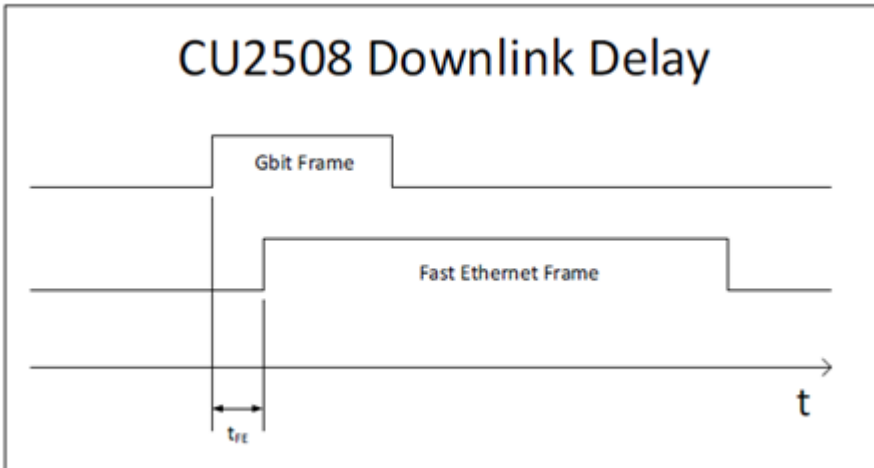 CU2508 Downlink Delay
Gbit Frame
Fast Ethernet Frame
t
tFE